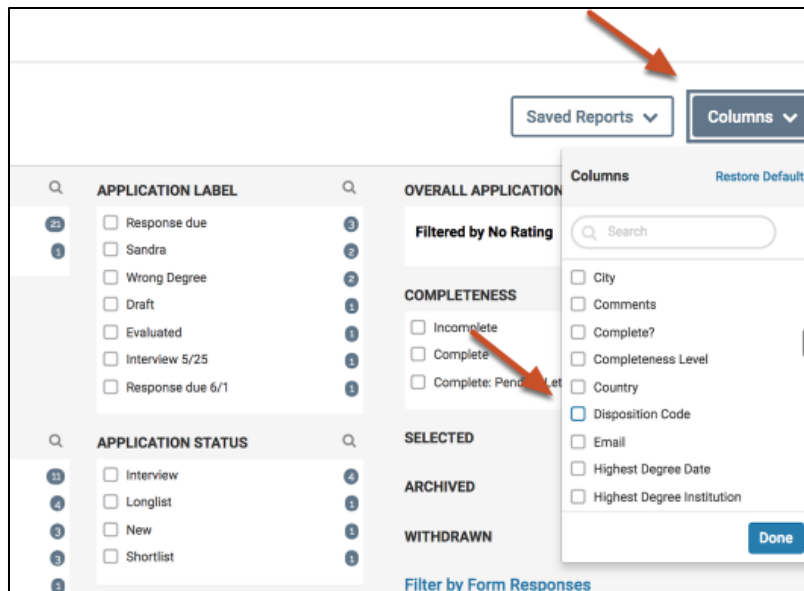 Saved Reports
Columns
21
1
APPLICATION LABEL
Response due 3
Sandra 2
Wrong Degree 2
Draft 1
Evaluated 1
Interview 5/25 1
Response due 6/1 1
11
4
3
3
1
APPLICATION STATUS
Interview 4
Longlist 1
New 1
Shortlist 1
OVERALL APPLICATION
Filtered by No Rating
COMPLETENESS
Incomplete
Complete
Complete: Pending Let
SELECTED
ARCHIVED
WITHDRAWN
Filter by Form Responses
Columns Restore Default
Search
City
Comments
Complete?
Completeness Level
Country
Disposition Code
Email
Highest Degree Date
Highest Degree Institution
Done